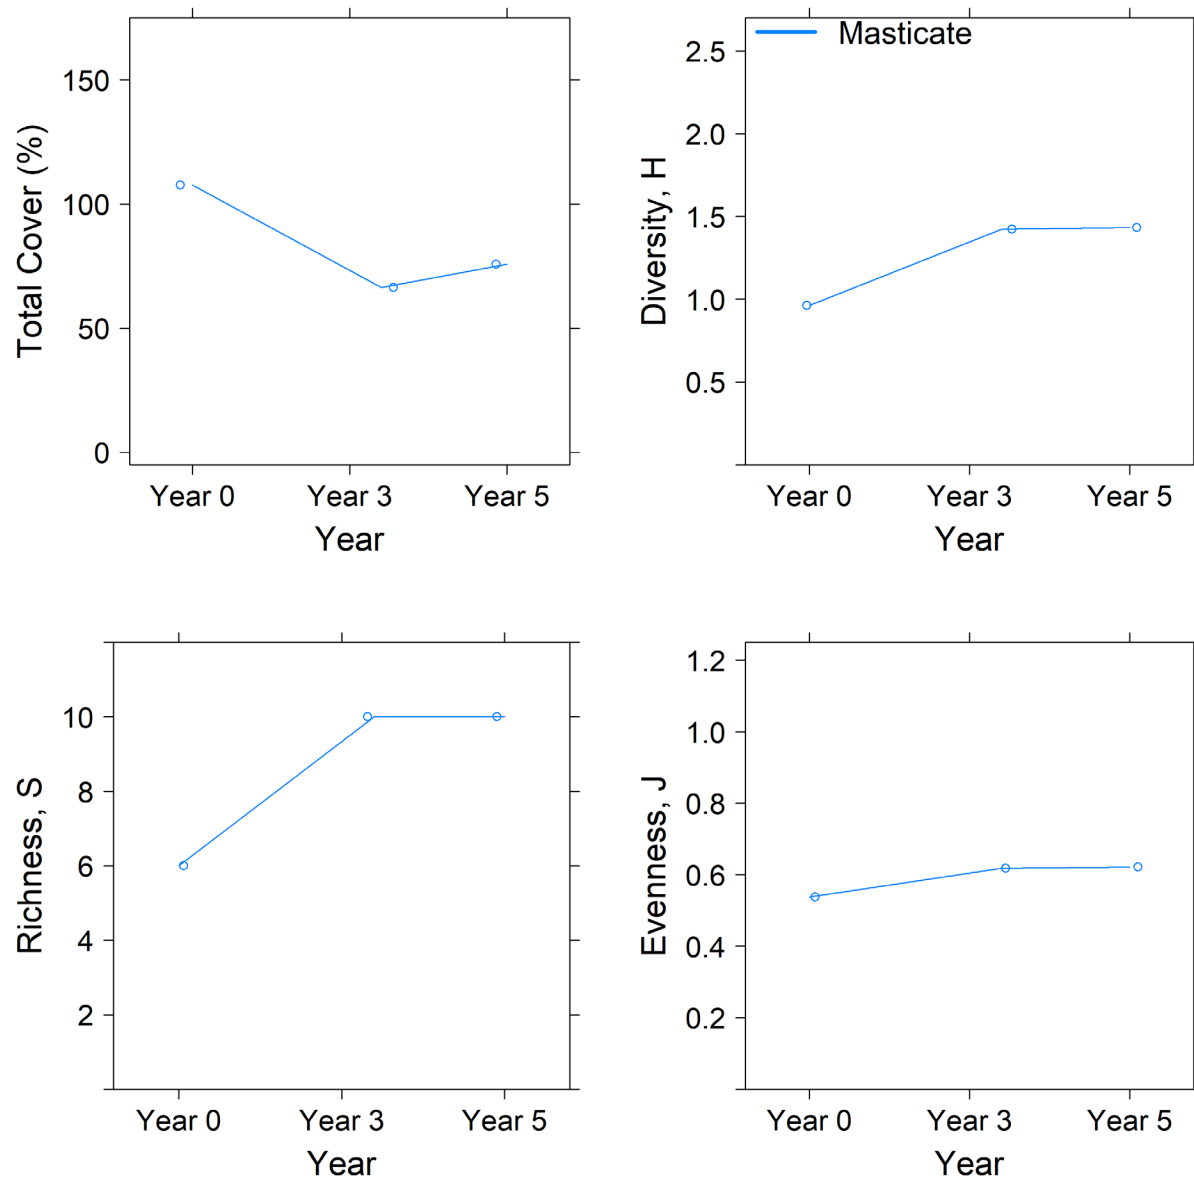 Total Cover (%)
150
100
50
0
Year 0 Year 3 Year 5
Year
Masticate
Diversity, H
2.5
2.0
1.5
1.0
0.5
Year 0 Year 3 Year 5
Year
Richness, S
10
8
6
4
2
Year 0 Year 3 Year 5
Year
Evenness, J
1.2
1.0
0.8
0.6
0.4
0.2
Year 0 Year 3 Year 5
Year